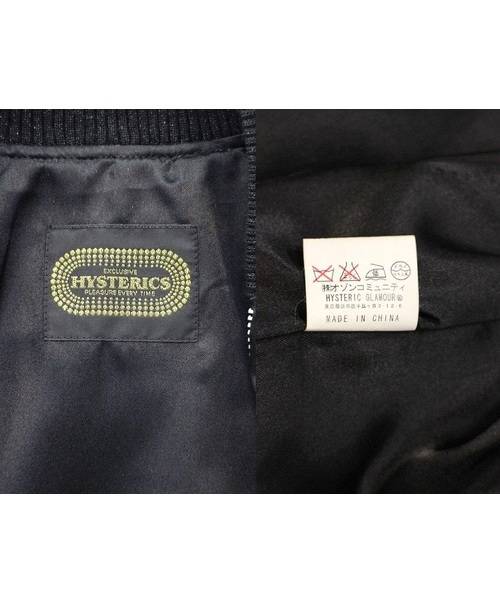 EXCLUSIVE
HYSTERICS
PLEASURE EVERY TIME
㈱オゾンコミュニティ
HYSTERIC GLAMOUR
MADE IN CHINA